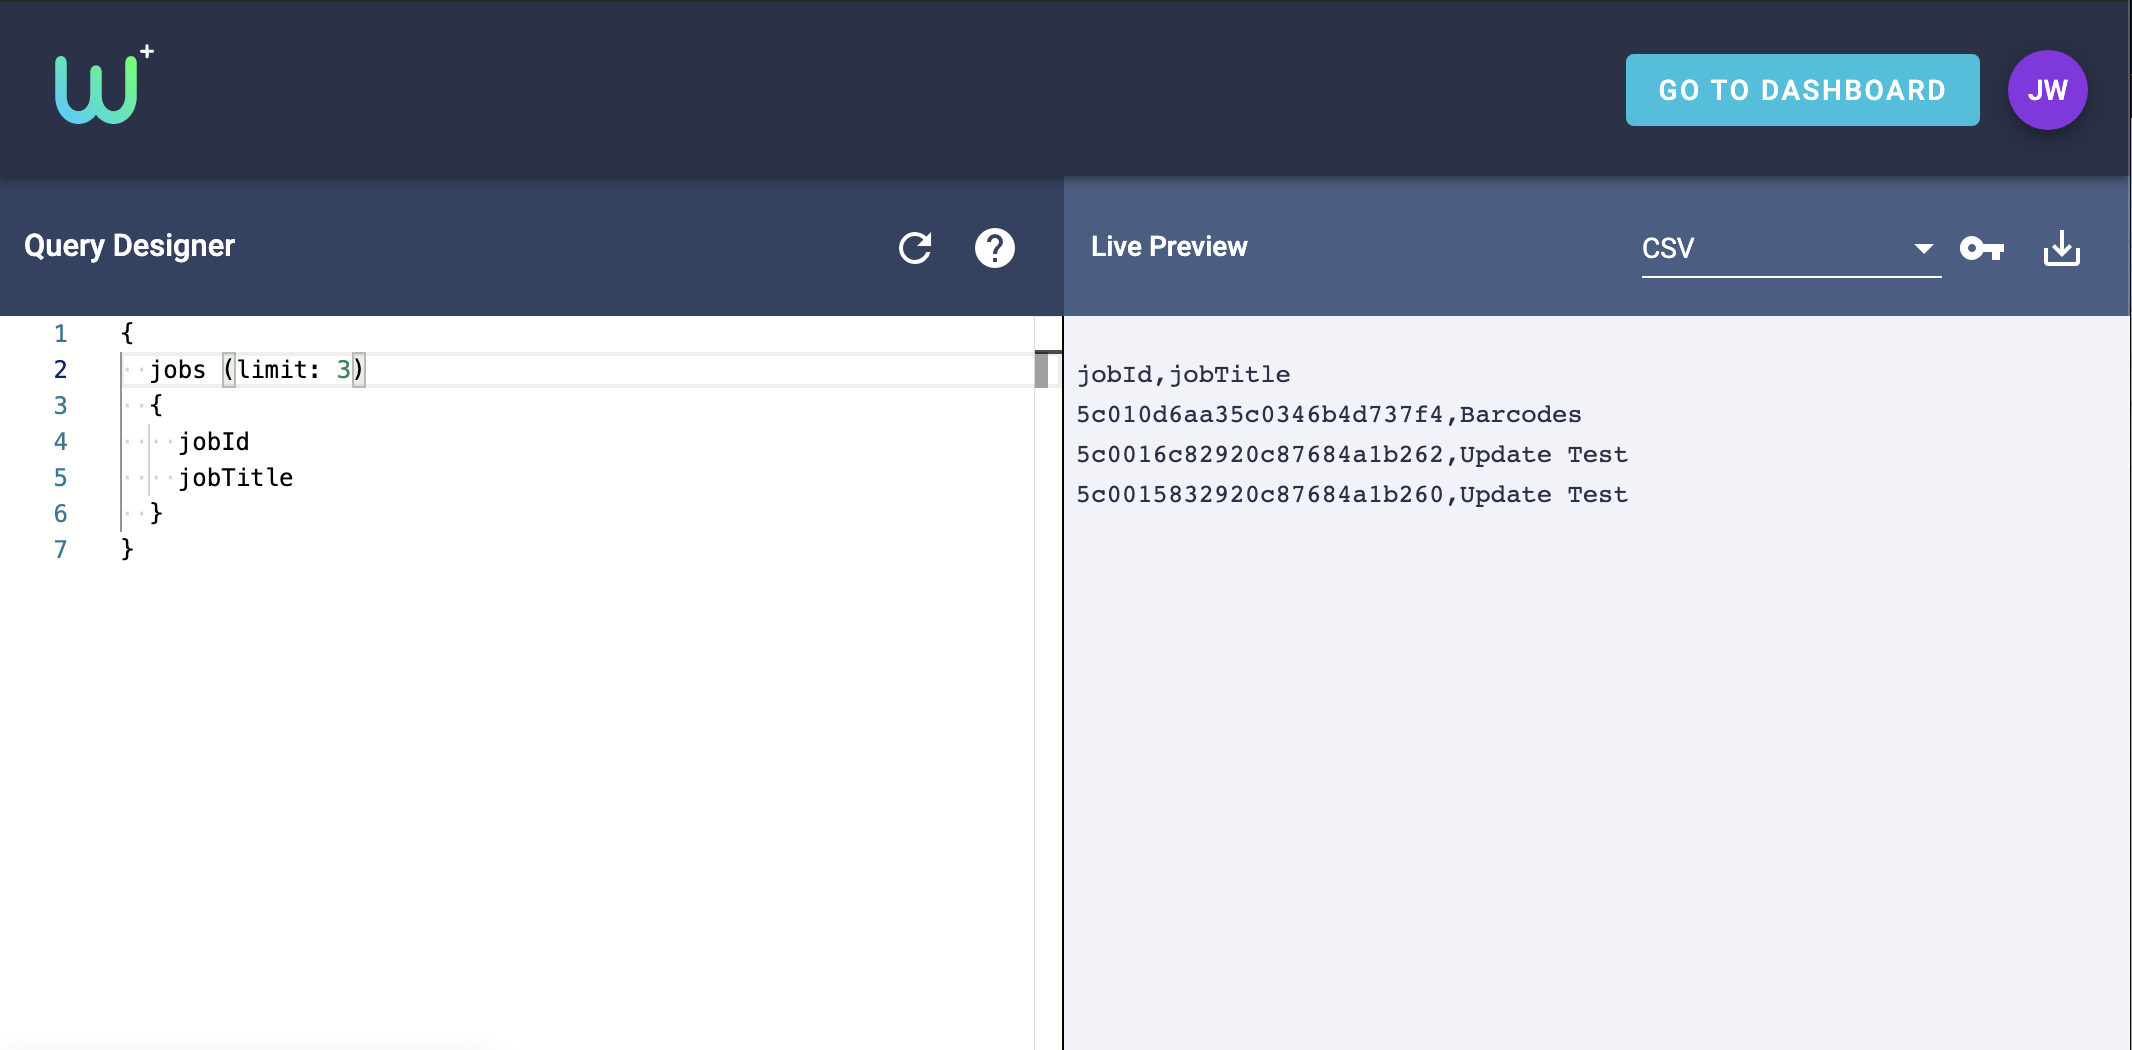 W+
GO TO DASHBOARD
JW
Query Designer
?
Live Preview
CSV
1 {
2 jobs (limit: 3)
3 {
4 jobId
5 jobTitle
6 }
7 }
jobId,jobTitle
5c010d6aa35c0346b4d737f4,Barcodes
5c0016c82920c87684a1b262,Update Test
5c0015832920c87684a1b260,Update Test